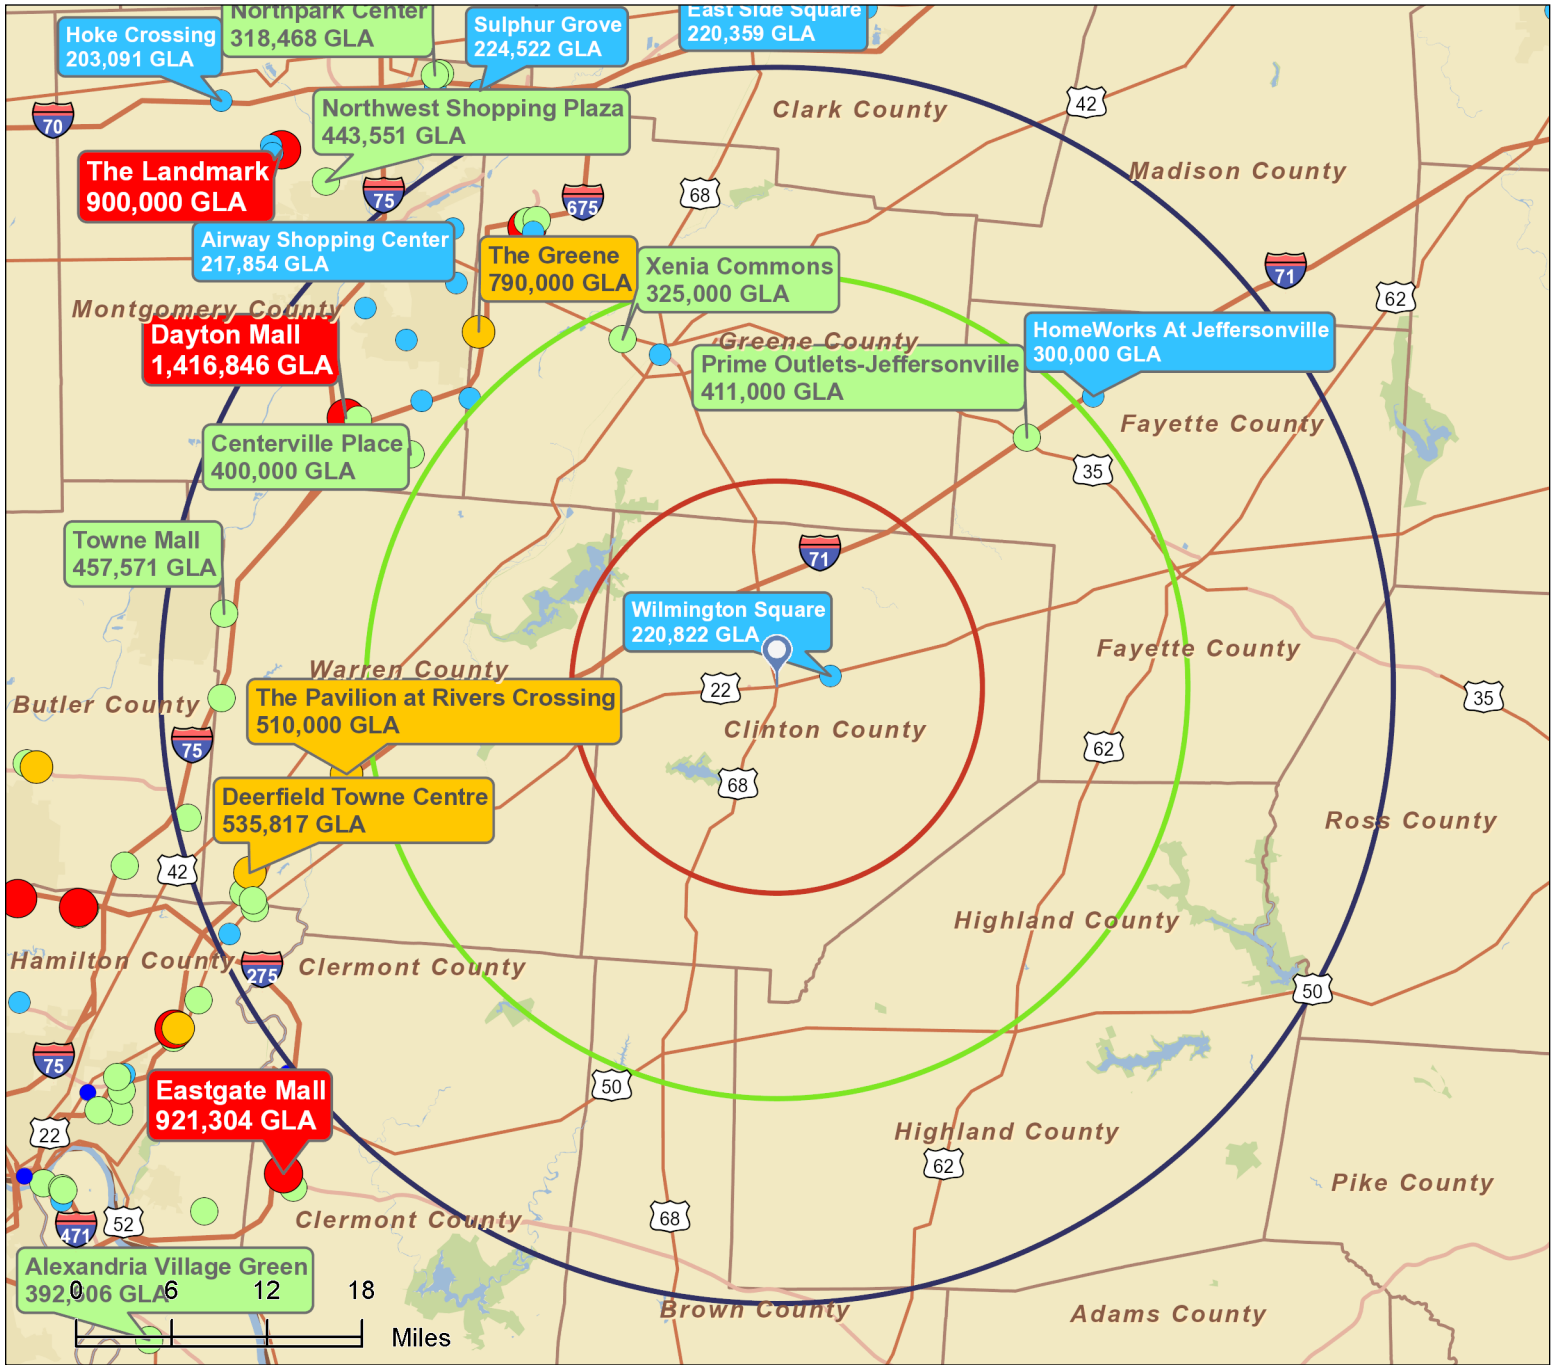 Northpark Center
318,468 GLA
Hoke Crossing
203,091 GLA
Sulphur Grove
224,522 GLA
East Side Square
220,359 GLA
70
Northwest Shopping Plaza
443,551 GLA
Clark County
42
Madison County
The Landmark
900,000 GLA
75
675
68
Airway Shopping Center
217,854 GLA
The Greene
790,000 GLA
Xenia Commons
325,000 GLA
71
62
Montgomery County
Dayton Mall
1,416,846 GLA
Greene County
Prime Outlets-Jeffersonville
411,000 GLA
HomeWorks At Jeffersonville
300,000 GLA
Fayette County
Centerville Place
400,000 GLA
35
Towne Mall
457,571 GLA
71
Wilmington Square
220,822 GLA
Fayette County
Warren County
22
35
Butler County
The Pavilion at Rivers Crossing
510,000 GLA
Clinton County
75
62
68
Deerfield Towne Centre
535,817 GLA
Ross County
42
Highland County
Hamilton County
275
Clermont County
50
75
50
Eastgate Mall
921,304 GLA
22
Highland County
62
Pike County
471
52
Clermont County
68
Alexandria Village Green
392,506 GLA
0 6 12 18
Miles
Brown County
Adams County